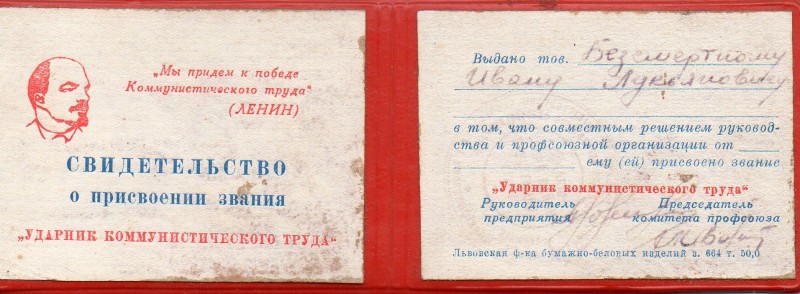 „Мы придем к победе
Коммунистического труда"
(ЛЕНИН)
СВИДЕТЕЛЬСТВО
о присвоении звания
„УДАРНИК КОММУНИСТИЧЕСКОГО ТРУДА"
Выдано тов. Безсмертному
Ивану Лукьяновичу
в том, что совместным решением руковод-
ства и профсоюзной организации от
ему (ей) присвоено звание
„Ударник коммунистического труда"
Руководитель Председатель
предприятия комитета профсоюза
Львовская ф-ка бумажно-беловых изделий з. 664 т. 50,0